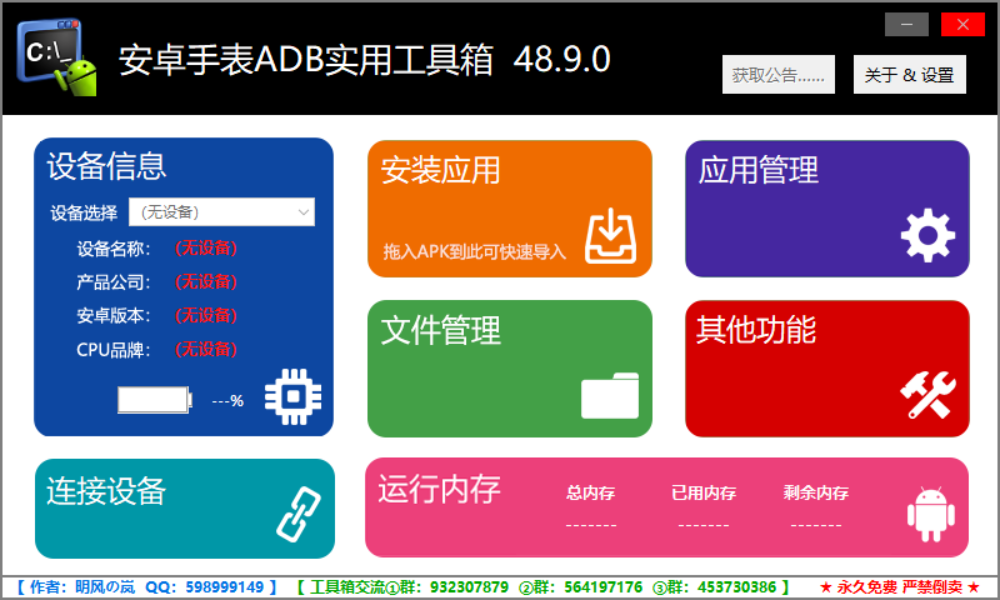 C:\_
安卓手表ADB实用工具箱 48.9.0
获取公告......
关于 & 设置
设备信息
设备选择 (无设备)
设备名称： (无设备)
产品公司： (无设备)
安卓版本： (无设备)
CPU品牌： (无设备)
---%
安装应用
拖入APK到此可快速导入
应用管理
文件管理
其他功能
连接设备
运行内存
总内存 已用内存 剩余内存
------- ------- -------
【 作者：明风の岚 QQ：598999149 】 【 工具箱交流①群：932307879 ②群：564197176 ③群：453730386 】 ★ 永久免费 严禁倒卖 ★